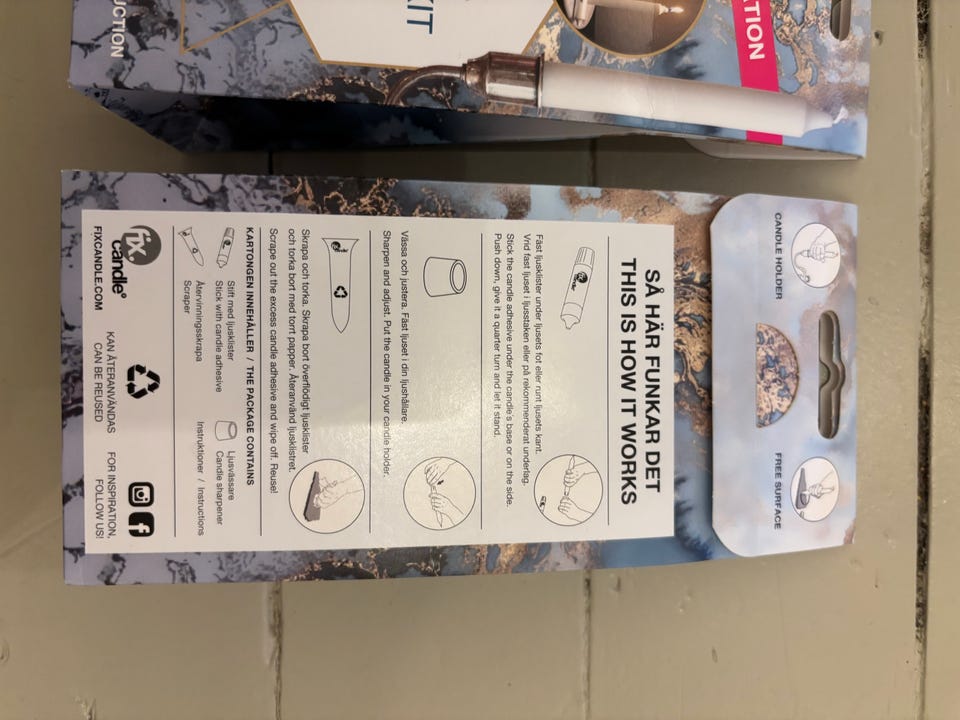 CANDLE HOLDER
FREE SURFACE
SÅ HÄR FUNKAR DET
THIS IS HOW IT WORKS
Fäst ljusklister under ljusets fot eller runt ljusets kant.
Vrid fast ljuset i ljusstaken eller på rekommenderat underlag.
Stick the candle adhesive under the candle's base or on the side.
Push down, give it a quarter turn and let it stand.
Vässa och justera. Fäst ljuset i din ljushållare.
Sharpen and adjust. Put the candle in your candle holder.
Skrapa och torka. Skrapa bort överflödigt ljusklister
och torka bort med torrt papper. Återanvänd ljusklistret.
Scrape out the excess candle adhesive and wipe off. Reuse!
KARTONGEN INNEHÅLLER / THE PACKAGE CONTAINS
Stift med ljusklister
Stick with candle adhesive
Ljusvässare
Candle sharpener
Återvinningsskrapa
Scraper
Instruktioner / Instructions
fix.
candle®
FIXCANDLE.COM
KAN ÅTERANVÄNDAS
CAN BE REUSED
FOR INSPIRATION,
FOLLOW US!
KIT
TION
UCTION